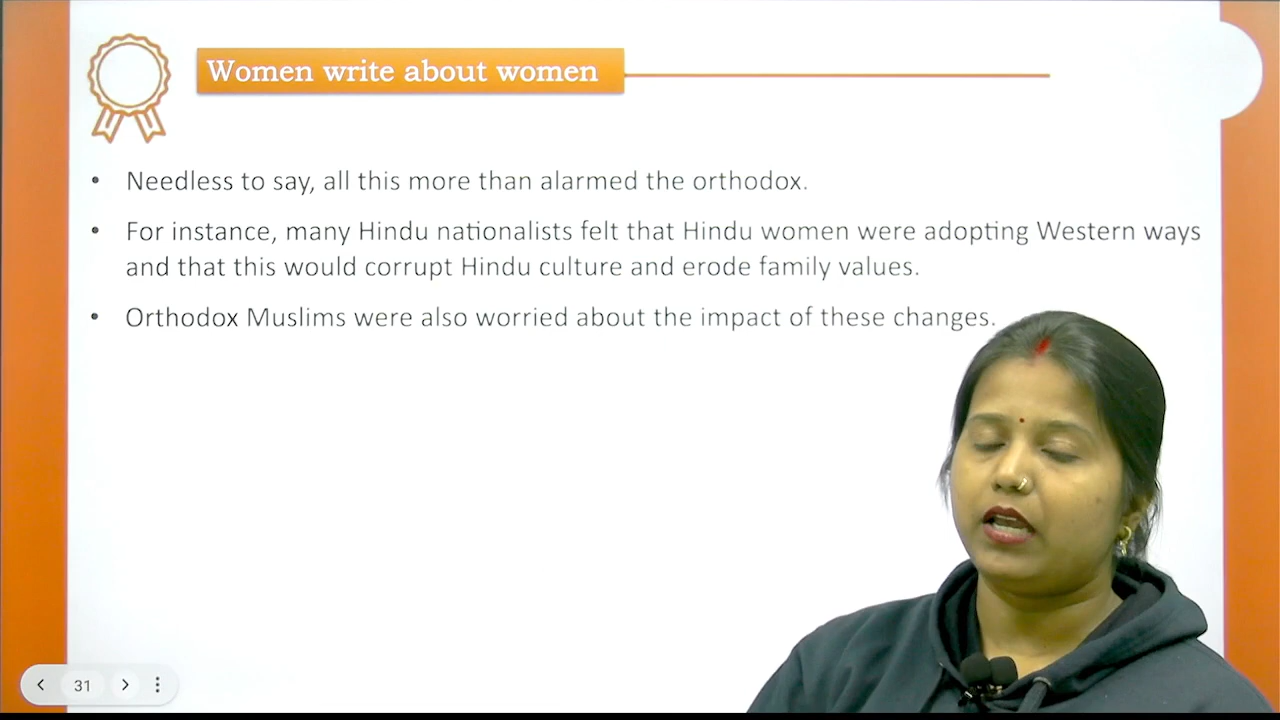 Women write about women
• Needless to say, all this more than alarmed the orthodox.
• For instance, many Hindu nationalists felt that Hindu women were adopting Western ways
and that this would corrupt Hindu culture and erode family values.
• Orthodox Muslims were also worried about the impact of these changes.
31